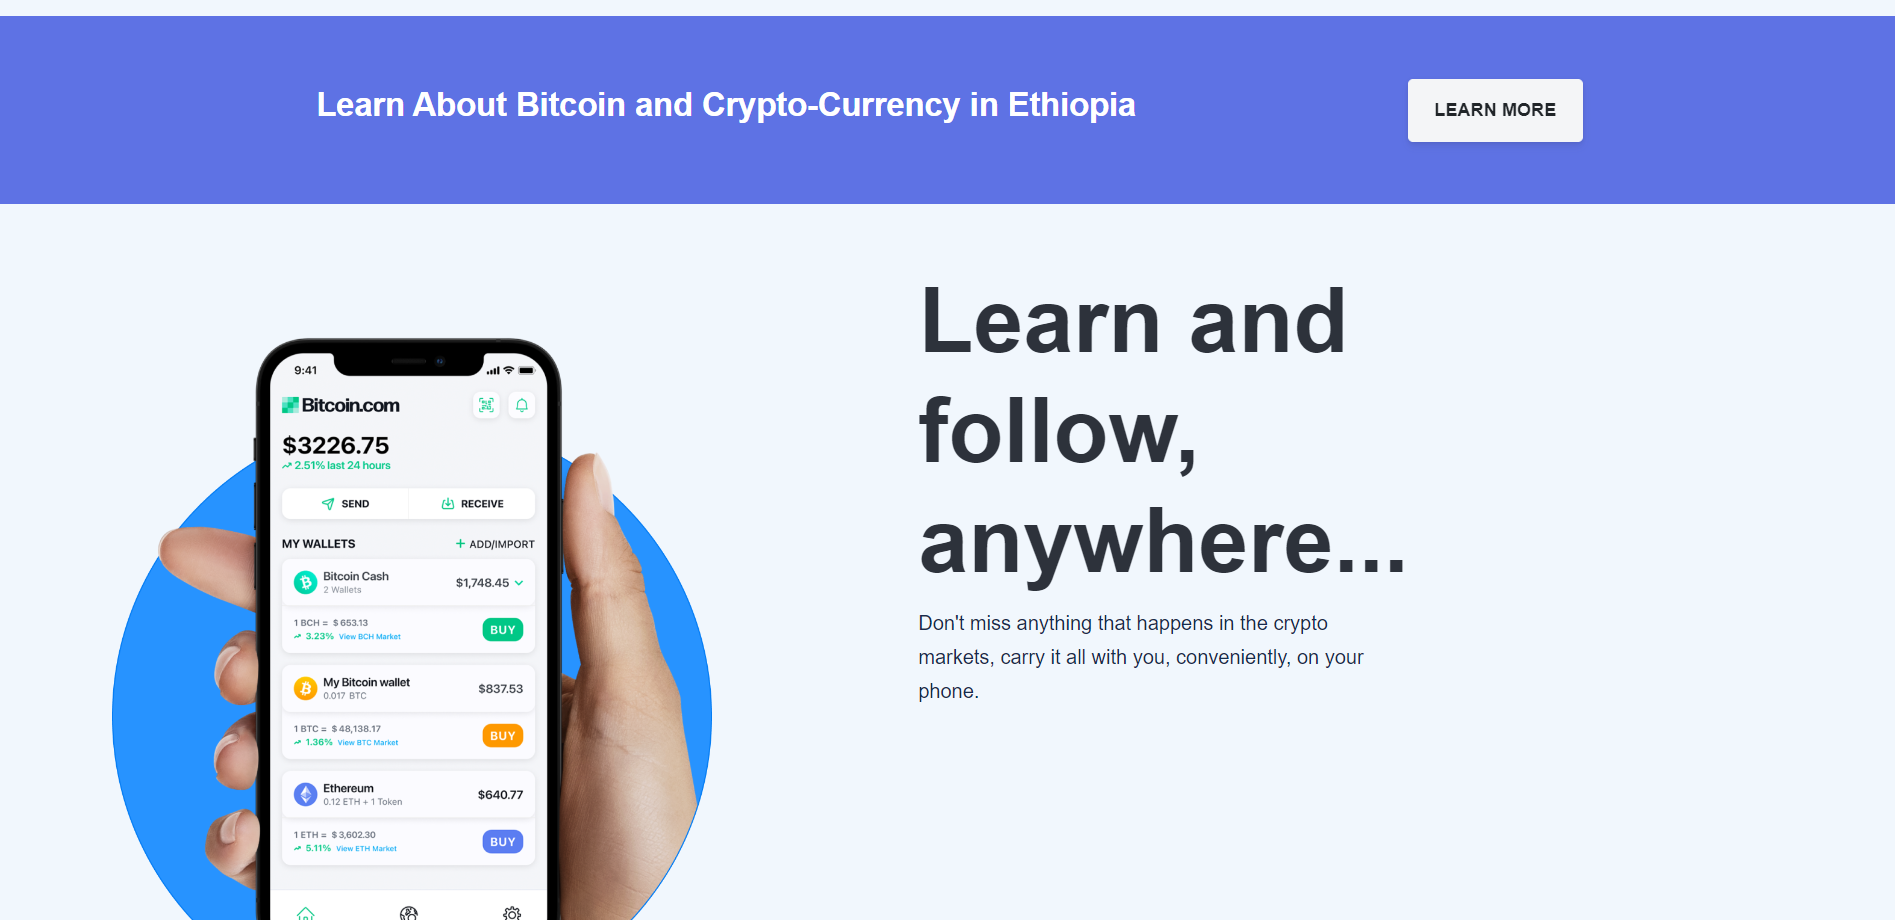 Learn About Bitcoin and Crypto-Currency in Ethiopia
LEARN MORE
9:41
Bitcoin.com
$3226.75
2.51% last 24 hours
SEND
RECEIVE
MY WALLETS
+ ADD/IMPORT
Bitcoin Cash
2 Wallets
$1,748.45
1 BCH = $ 653.13
3.23% View BCH Market
BUY
My Bitcoin wallet
0.017 BTC
$837.53
1 BTC = $ 48,138.17
1.36% View BTC Market
BUY
Ethereum
0.12 ETH + 1 Token
$640.77
1 ETH = $ 3,602.30
5.11% View ETH Market
BUY
Learn and
follow,
anywhere...
Don't miss anything that happens in the crypto
markets, carry it all with you, conveniently, on your
phone.